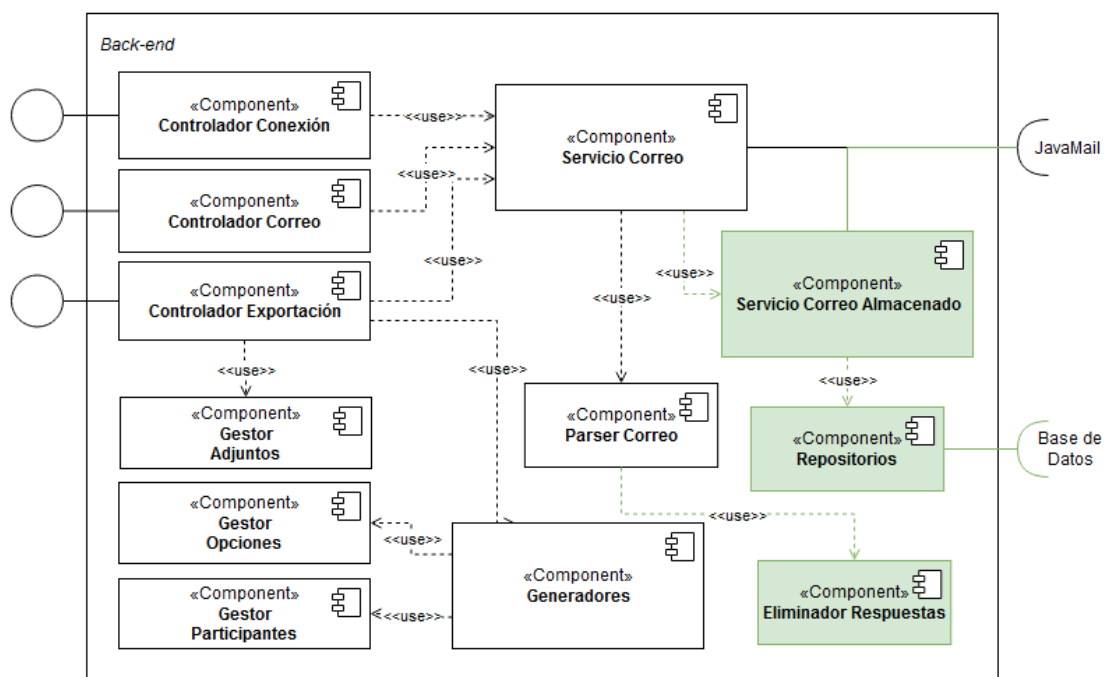 Back-end
«Component»
Controlador Conexión
<<use>>
«Component»
Servicio Correo
JavaMail
«Component»
Controlador Correo
<<use>>
«Component»
Controlador Exportación
<<use>>
<<use>>
<<use>>
«Component»
Servicio Correo Almacenado
<<use>>
<<use>>
<<use>>
«Component»
Gestor
Adjuntos
«Component»
Parser Correo
«Component»
Repositorios
Base de
Datos
«Component»
Gestor
Opciones
<<use>>
<<use>>
«Component»
Generadores
«Component»
Eliminador Respuestas
«Component»
Gestor
Participantes
<<use>>